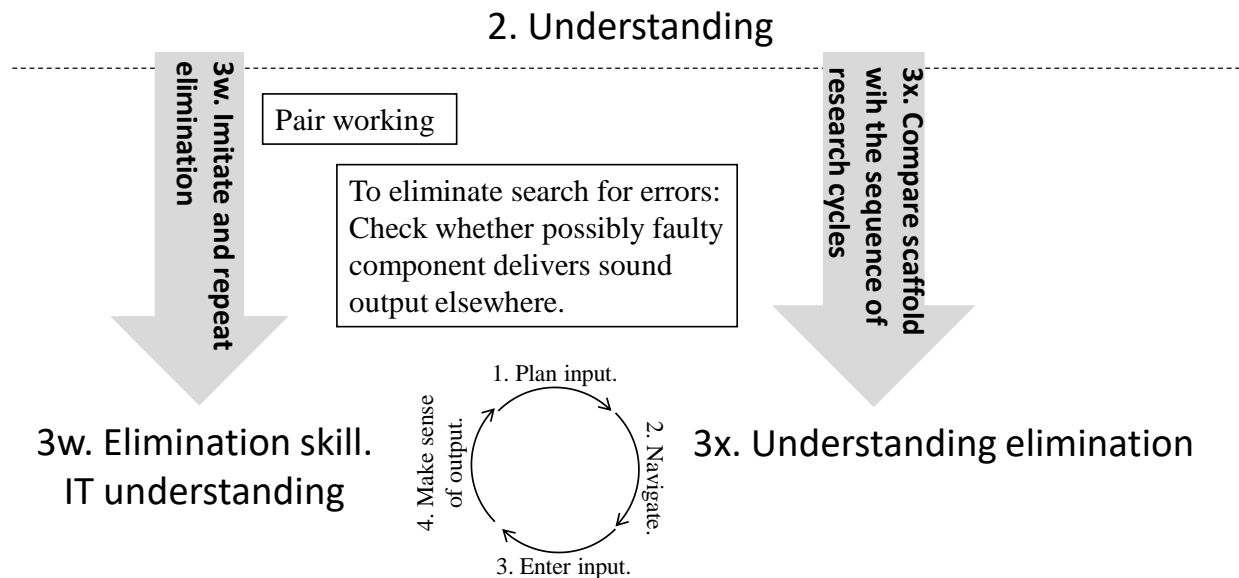 2. Understanding
3w. Imitate and repeat
elimination
Pair working
To eliminate search for errors:
Check whether possibly faulty
component delivers sound
output elsewhere.
3x. Compare scaffold
wih the sequence of
research cycles
1. Plan input.
2. Navigate.
3. Enter input.
4. Make sense
of output.
3w. Elimination skill.
IT understanding
3x. Understanding elimination